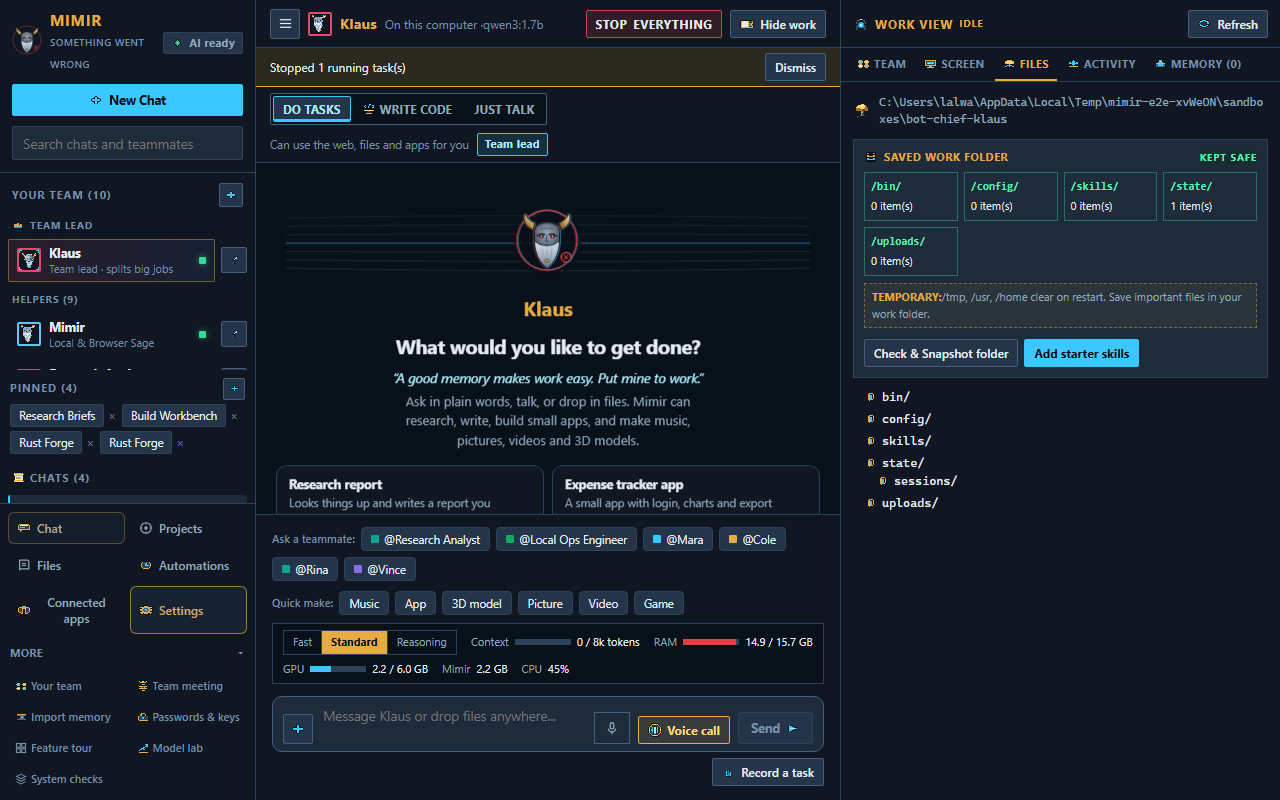 MIMIR
SOMETHING WENT
WRONG
AI ready
New Chat
Search chats and teammates
YOUR TEAM (10)
TEAM LEAD
Klaus
Team lead · splits big jobs
HELPERS (9)
Mimir
Local & Browser Sage
PINNED (4)
Research Briefs ×
Build Workbench ×
Rust Forge ×
Rust Forge ×
CHATS (4)
Chat
Projects
Files
Automations
Connected
apps
Settings
MORE
Your team
Team meeting
Import memory
Passwords & keys
Feature tour
Model lab
System checks
Klaus
On this computer · qwen3:1.7b
STOP EVERYTHING
Hide work
Stopped 1 running task(s)
Dismiss
DO TASKS
WRITE CODE
JUST TALK
Can use the web, files and apps for you
Team lead
Klaus
What would you like to get done?
“A good memory makes work easy. Put mine to work.”
Ask in plain words, talk, or drop in files. Mimir can
research, write, build small apps, and make music,
pictures, videos and 3D models.
Research report
Looks things up and writes a report you
Expense tracker app
A small app with login, charts and export
Ask a teammate:
@Research Analyst
@Local Ops Engineer
@Mara
@Cole
@Rina
@Vince
Quick make:
Music
App
3D model
Picture
Video
Game
Fast
Standard
Reasoning
Context 0 / 8k tokens
RAM 14.9 / 15.7 GB
GPU 2.2 / 6.0 GB
Mimir 2.2 GB
CPU 45%
Message Klaus or drop files anywhere...
Voice call
Send
Record a task
WORK VIEW IDLE
Refresh
TEAM
SCREEN
FILES
ACTIVITY
MEMORY (0)
C:\Users\lalwa\AppData\Local\Temp\mimir-e2e-xvWeON\sandbo
xes\bot-chief-klaus
SAVED WORK FOLDER
KEPT SAFE
/bin/
0 item(s)
/config/
0 item(s)
/skills/
0 item(s)
/state/
1 item(s)
/uploads/
0 item(s)
TEMPORARY:/tmp, /usr, /home clear on restart. Save important files in your
work folder.
Check & Snapshot folder
Add starter skills
bin/
config/
skills/
state/
sessions/
uploads/